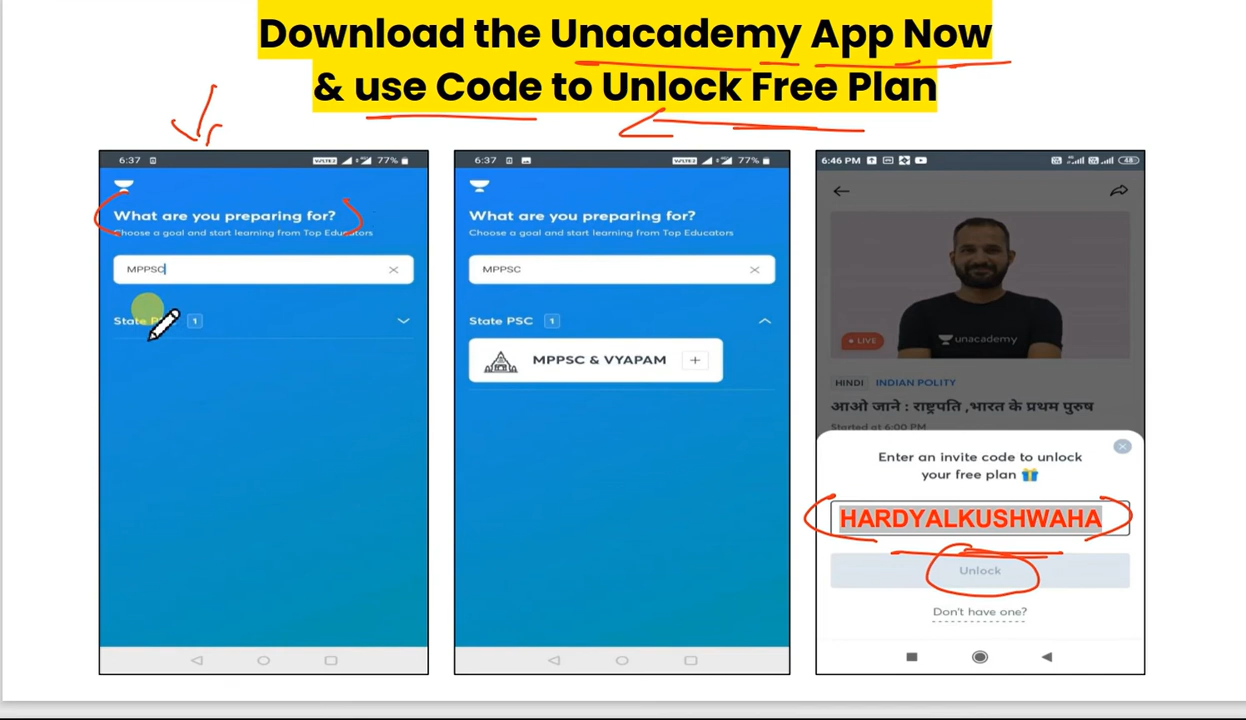 Download the Unacademy App Now
& use Code to Unlock Free Plan
6:37
77%
What are you preparing for?
Choose a goal and start learning from Top Educators
MPPSC
State 1
6:37
77%
What are you preparing for?
Choose a goal and start learning from Top Educators
MPPSC
State PSC 1
MPPSC & VYAPAM +
6:46 PM
48
LIVE
unacademy
HINDI INDIAN POLITY
आओ जाने : राष्ट्रपति ,भारत के प्रथम पुरुष
Started at 6:00 PM
Enter an invite code to unlock
your free plan
HARDYALKUSHWAHA
Unlock
Don't have one?